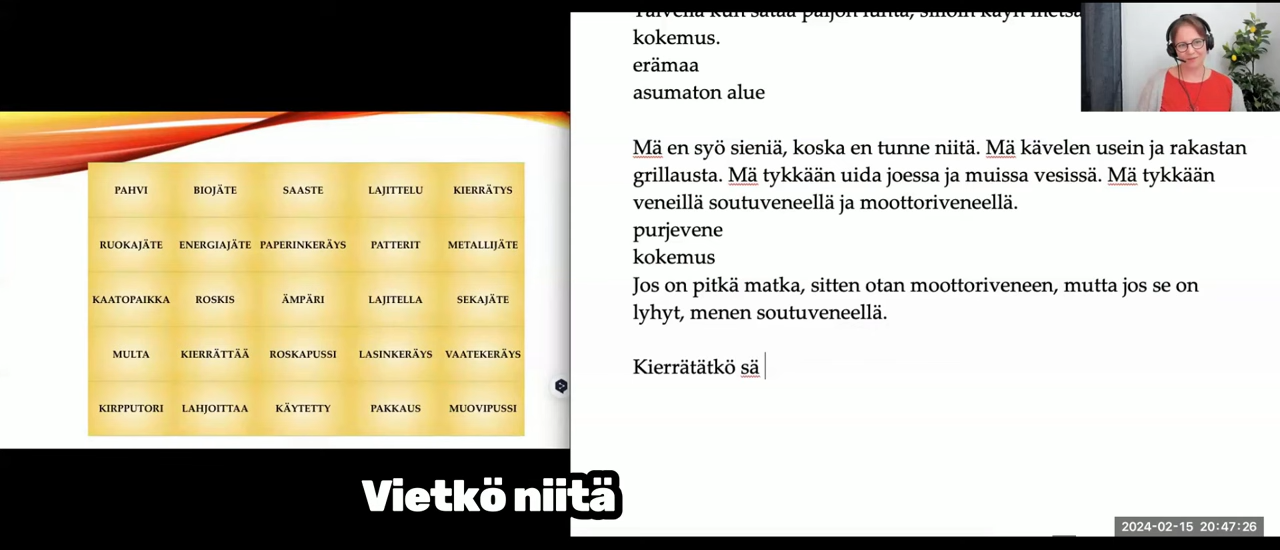 PAHVI BIOJÄTE SAASTE LAJITTELU KIERRÄTYS
RUOKAJÄTE ENERGIAJÄTE PAPERINKERÄYS PATTERIT METALLIJÄTE
KAATOPAIKKA ROSKIS ÄMPÄRI LAJITELLA SEKAJÄTE
MULTA KIERRÄTTÄÄ ROSKAPUSSI LASINKERÄYS VAATEKERÄYS
KIRPPUTORI LAHJOITTAA KÄYTETTY PAKKAUS MUOVIPUSSI
kokemus.
erämaa
asumaton alue
Mä en syö sieniä, koska en tunne niitä. Mä kävelen usein ja rakastan
grillausta. Mä tykkään uida joessa ja muissa vesissä. Mä tykkään
veneillä soutuveneellä ja moottoriveneellä.
purjevene
kokemus
Jos on pitkä matka, sitten otan moottoriveneen, mutta jos se on
lyhyt, menen soutuveneellä.
Kierrätätkö sä
Vietkö niitä
2024-02-15 20:47:26